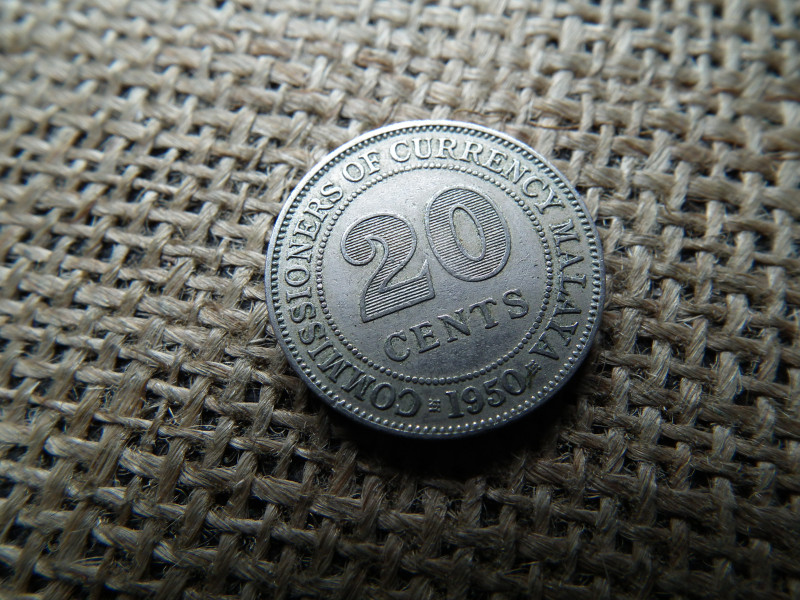 COMMISSIONERS OF CURRENCY MALAYA
20
CENTS
1950